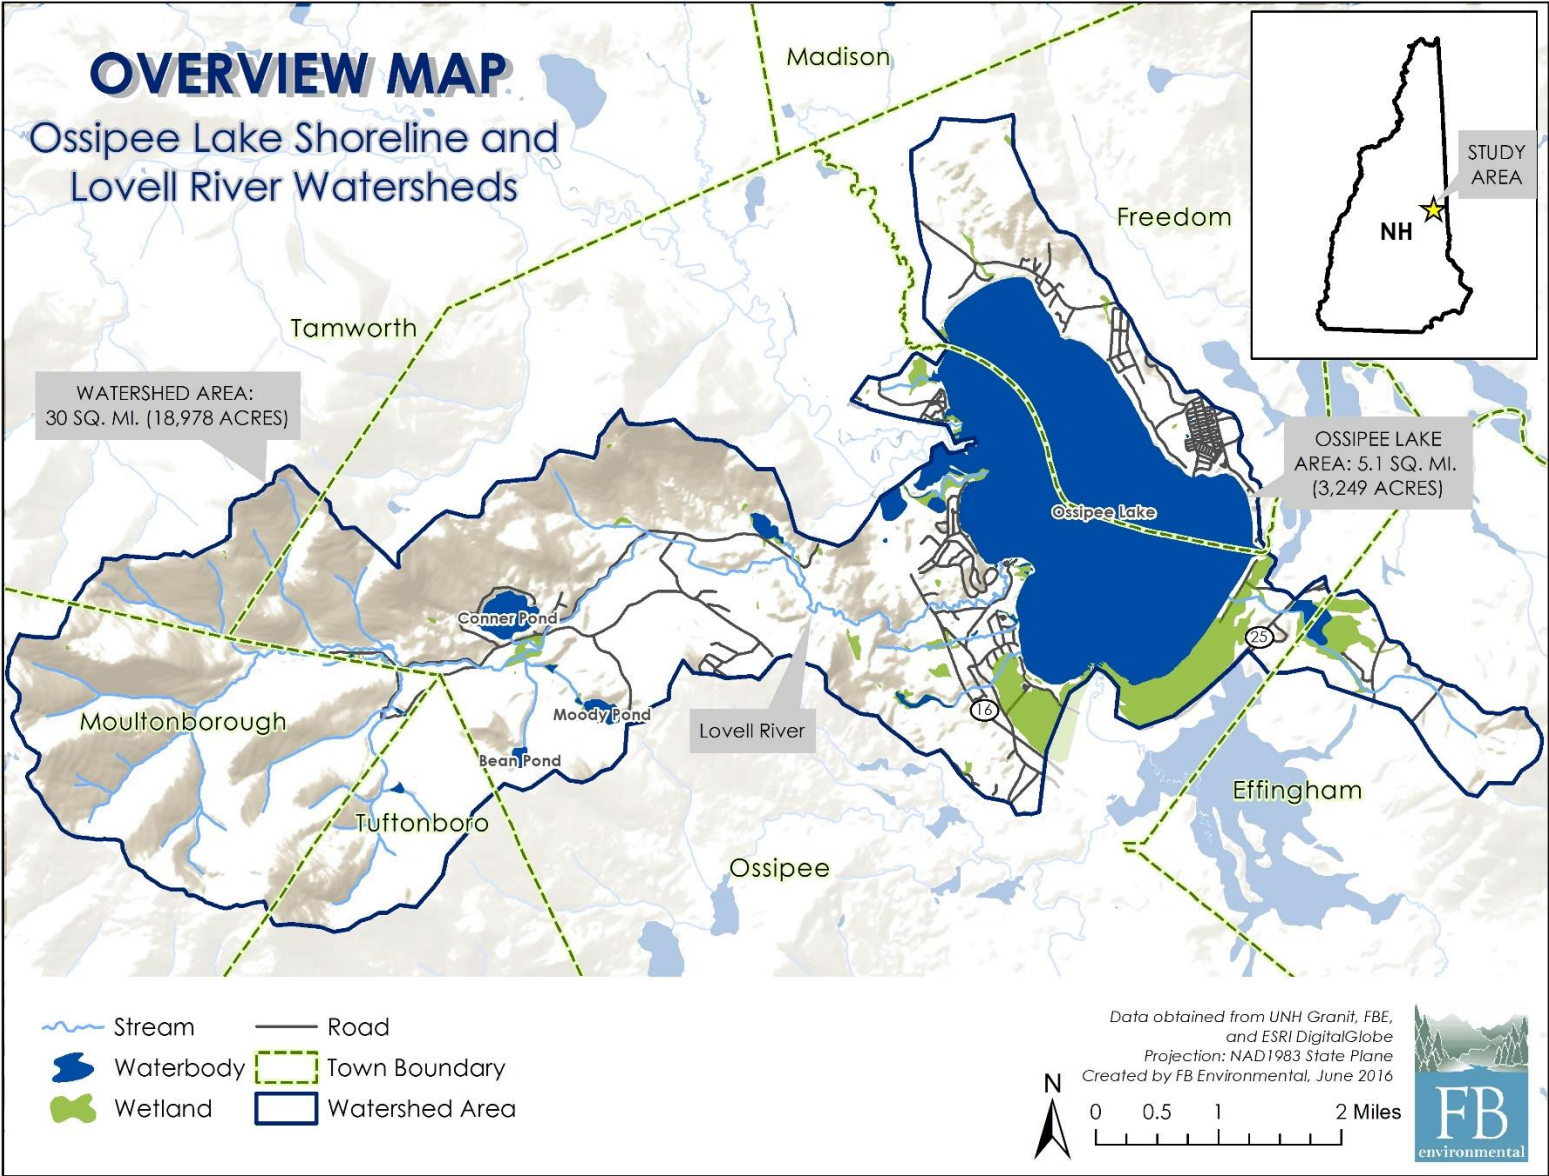 OVERVIEW MAP
Ossipee Lake Shoreline and
Lovell River Watersheds
Madison
Freedom
Tamworth
STUDY
AREA
NH
WATERSHED AREA:
30 SQ. MI. (18,978 ACRES)
OSSIPEE LAKE
AREA: 5.1 SQ. MI.
(3,249 ACRES)
Ossipee Lake
Conner Pond
25
Moultonborough
Moody Pond
16
Lovell River
Bean Pond
Effingham
Tuftonboro
Ossipee
Stream
Road
Waterbody
Town Boundary
Wetland
Watershed Area
Data obtained from UNH Granit, FBE,
and ESRI DigitalGlobe
Projection: NAD1983 State Plane
Created by FB Environmental, June 2016
N
0 0.5 1 2 Miles
FB
environmental